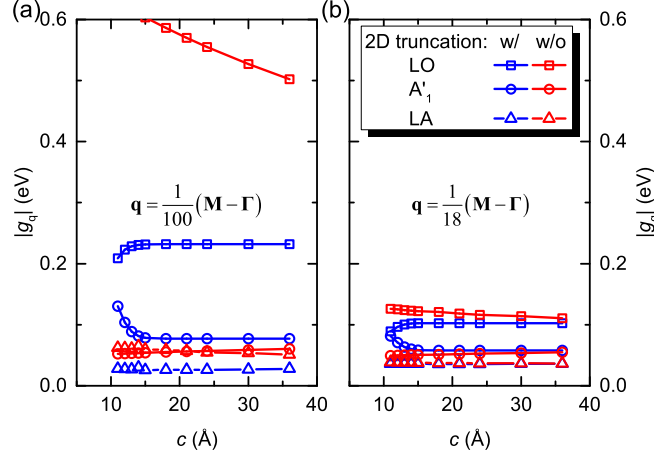 (a)
(b)
2D truncation: w/ w/o
LO
A'1
LA
0.6
0.4
0.2
0.0
|gq| (eV)
q = 1/100 (M − Γ)
10 20 30 40
c (Å)
q = 1/18 (M − Γ)
10 20 30 40
c (Å)
0.6
0.4
0.2
0.0
|gq| (eV)